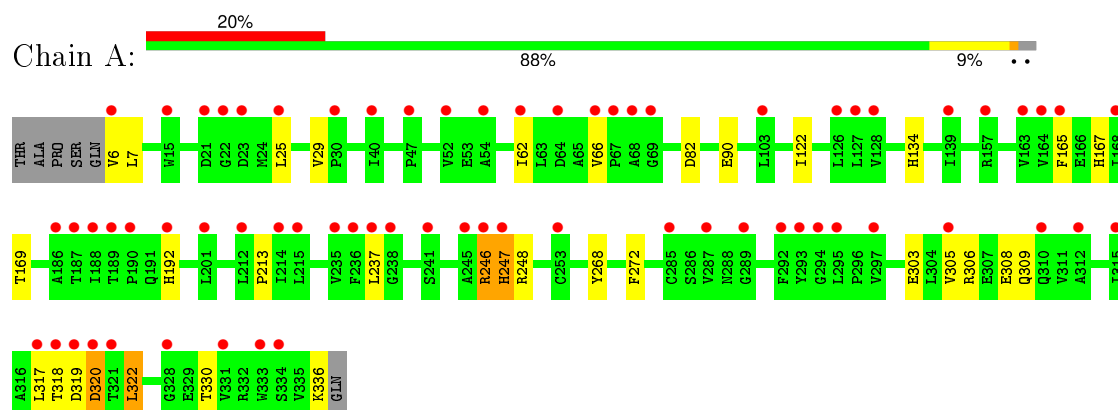 20%
Chain A:
88% 9% • •
THR ALA PRO SER GLN V6 L7 W15 D21 G22 D23 N24 L25 V29 P30 I40 P47 V52 E53 A54 I62 L63 D64 A65 V66 P67 A68 G69 D82 E90 L103 I122 L126 L127 V128 H134 I139 R157 V163 V164 F165 E166 H167 I168
T169 A186 T187 I188 T189 P190 Q191 H192 L201 L212 P213 I214 L215 V235 F236 L237 G238 S241 A245 R246 H247 R248 C253 Y268 F272 C285 S286 V287 N288 G289 F292 Y293 G294 L295 P296 V297 E303 L304 V305 R306 E307 E308 Q309 Q310 V311 A312 I315
A316 L317 T318 D319 D320 T321 L322 G328 E329 T330 V331 R332 W333 S334 V335 K336 GLN